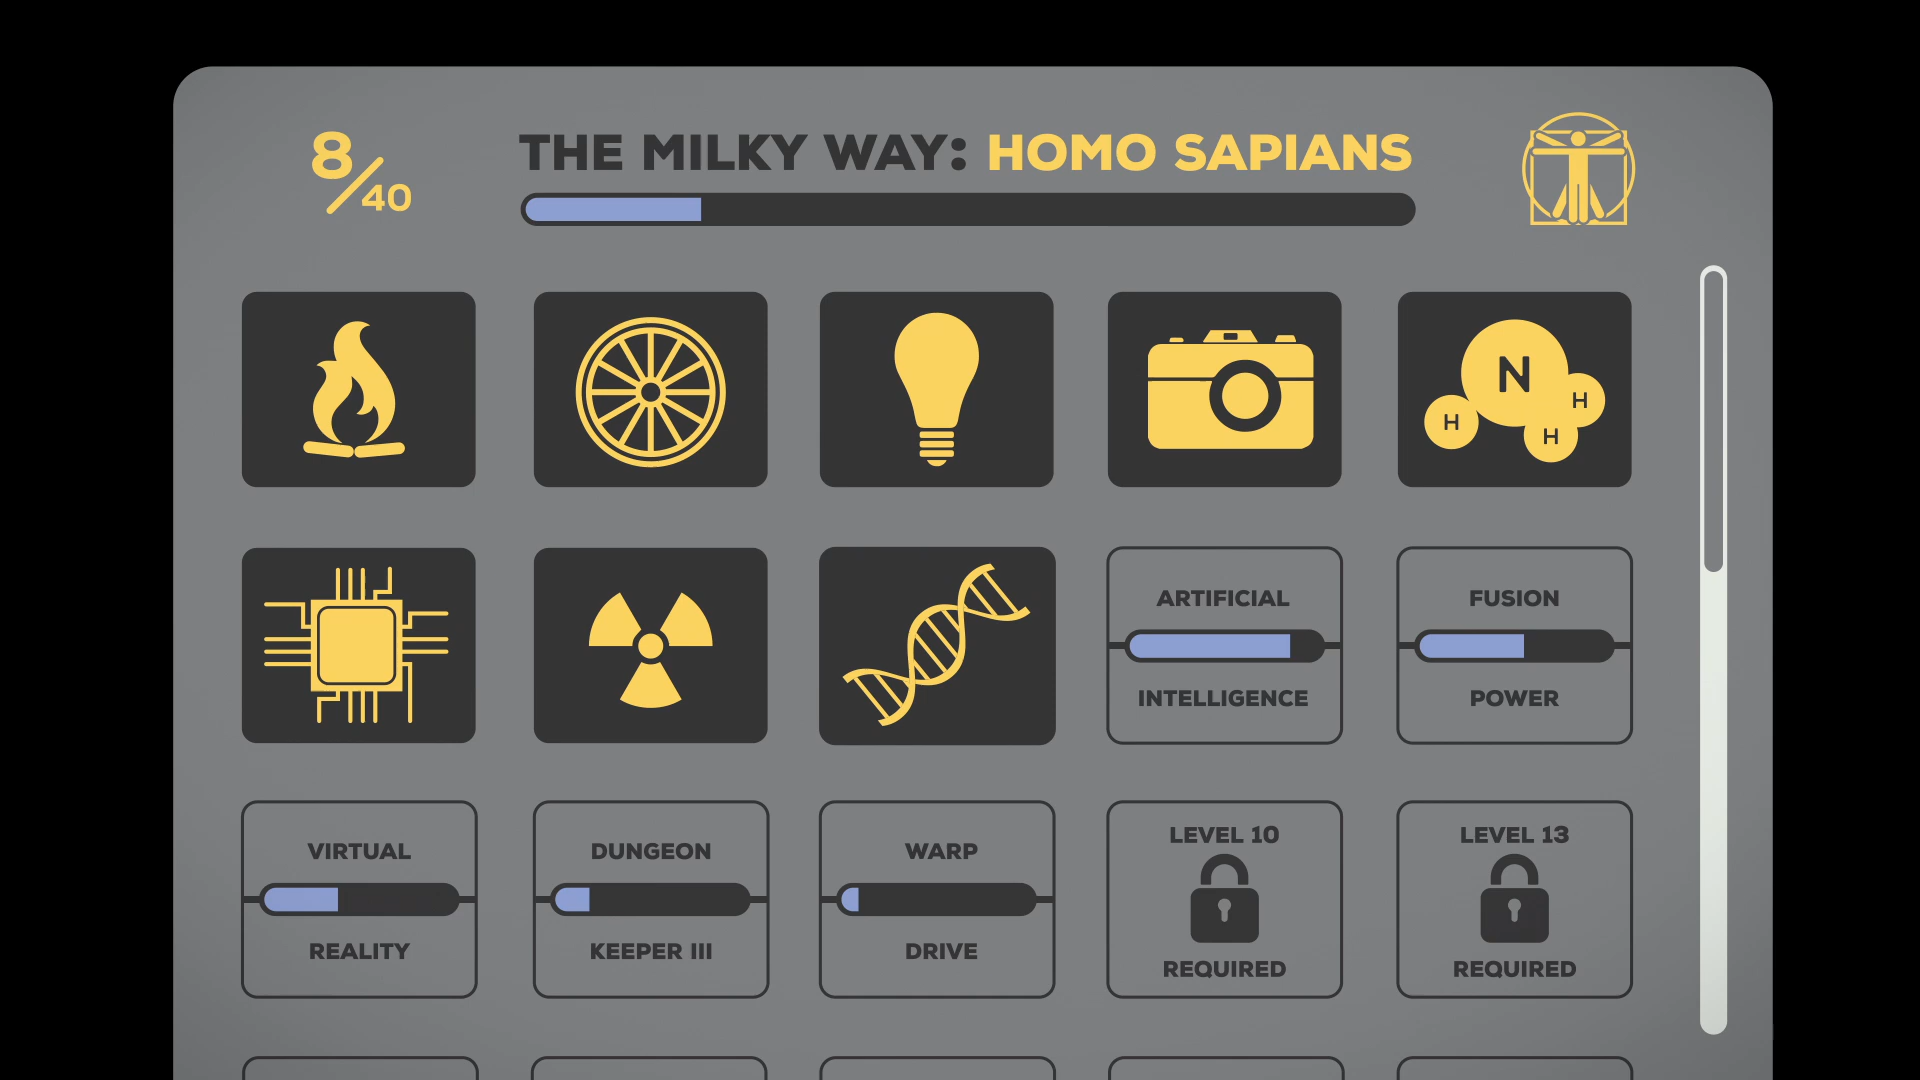 8/40
THE MILKY WAY: HOMO SAPIANS
N
H
H
H
ARTIFICIAL
INTELLIGENCE
FUSION
POWER
VIRTUAL
REALITY
DUNGEON
KEEPER III
WARP
DRIVE
LEVEL 10
REQUIRED
LEVEL 13
REQUIRED